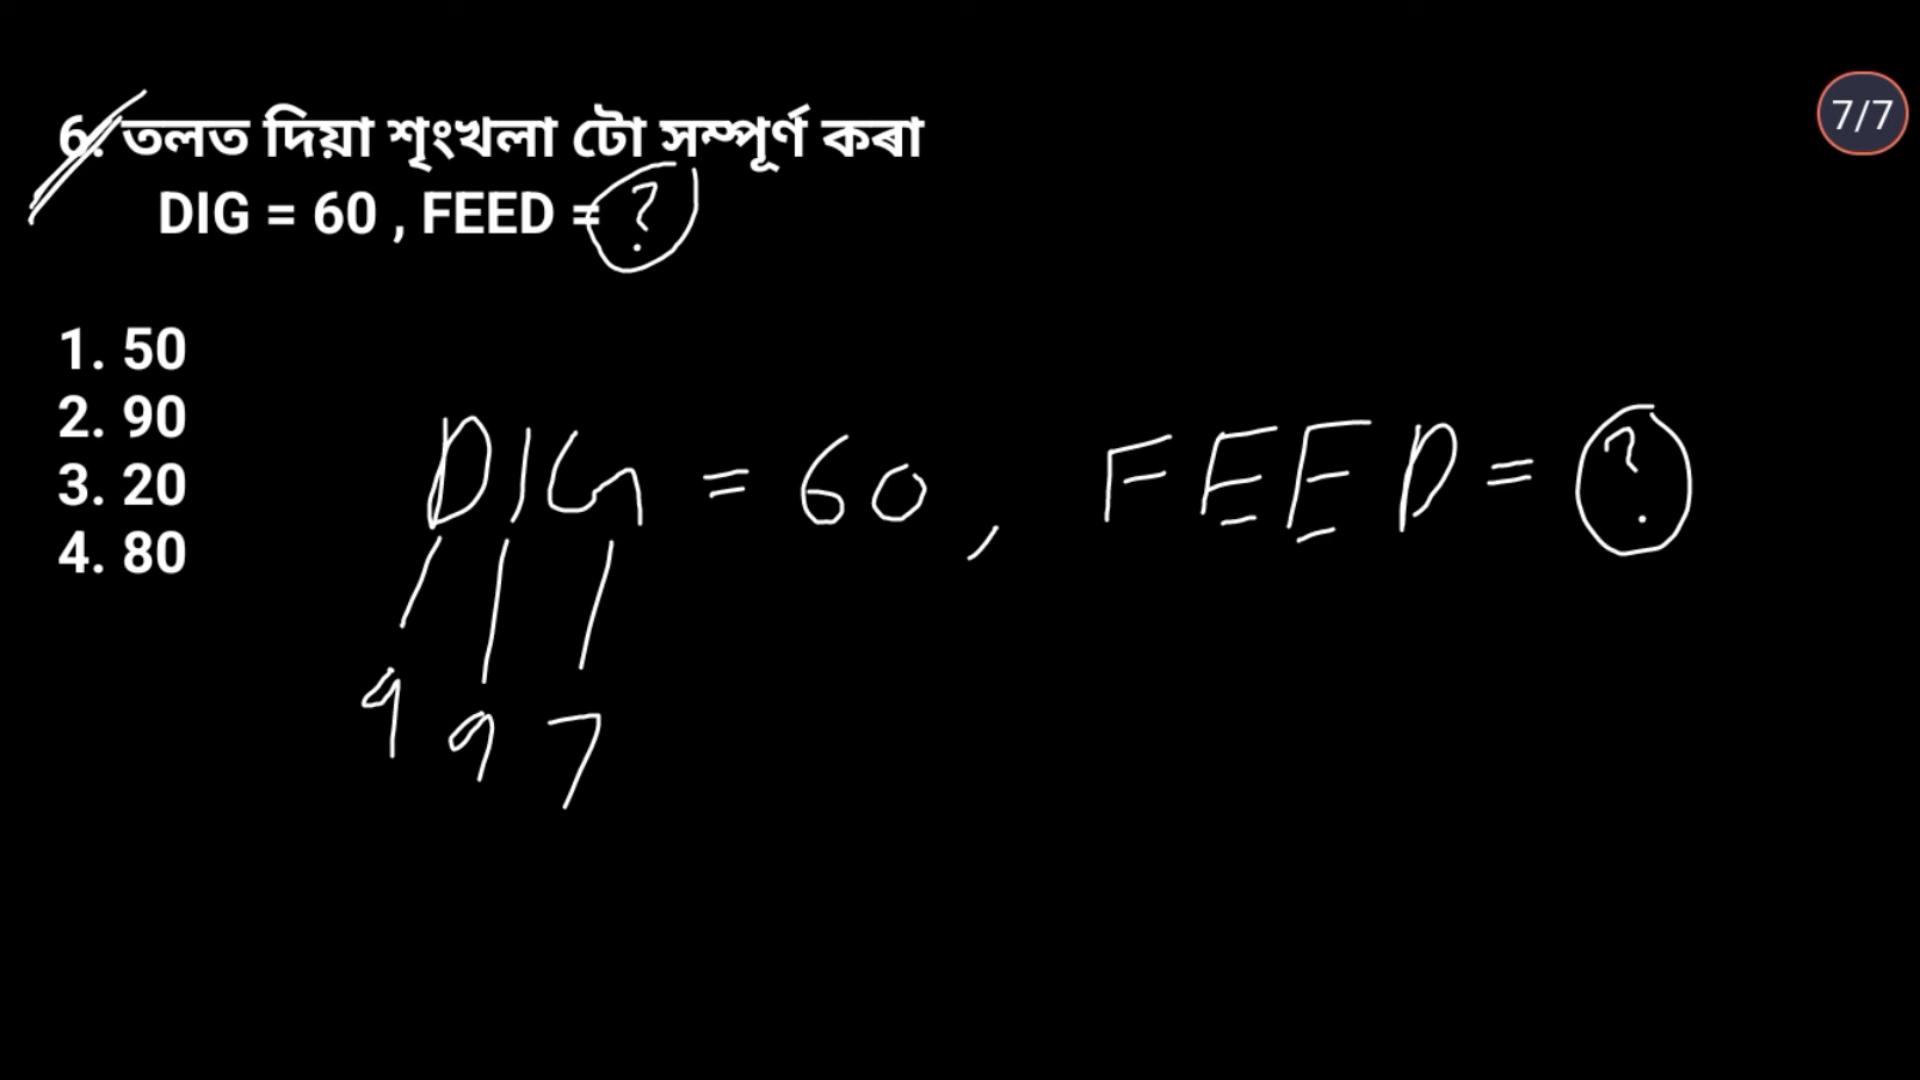 7/7
6. তলত দিয়া শৃংখলা টো সম্পূৰ্ণ কৰা
DIG = 60 , FEED = ?
1. 50
2. 90
3. 20
4. 80
DIG = 60 , FEED = ?
4 9 7